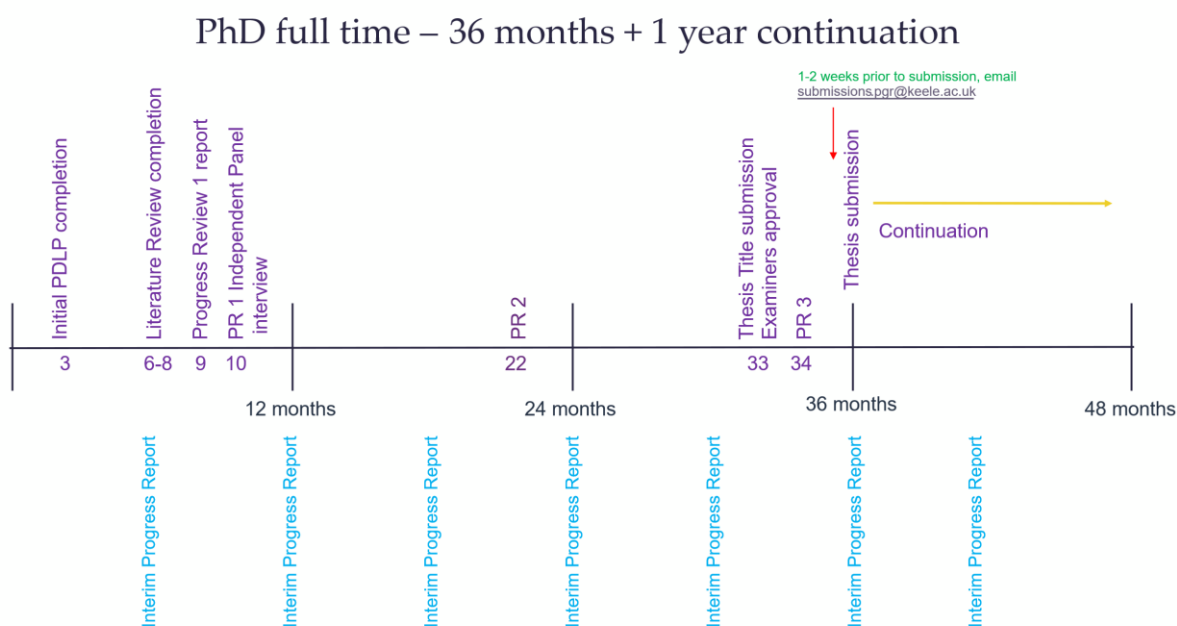 PhD full time – 36 months + 1 year continuation
1-2 weeks prior to submission, email
submissions.pgr@keele.ac.uk
Initial PDLP completion
Literature Review completion
Progress Review 1 report
PR 1 Independent Panel
interview
PR 2
Thesis Title submission
Examiners approval
PR 3
Thesis submission
Continuation
3
6-8
9
10
22
33
34
12 months
24 months
36 months
48 months
Interim Progress Report
Interim Progress Report
Interim Progress Report
Interim Progress Report
Interim Progress Report
Interim Progress Report
Interim Progress Report